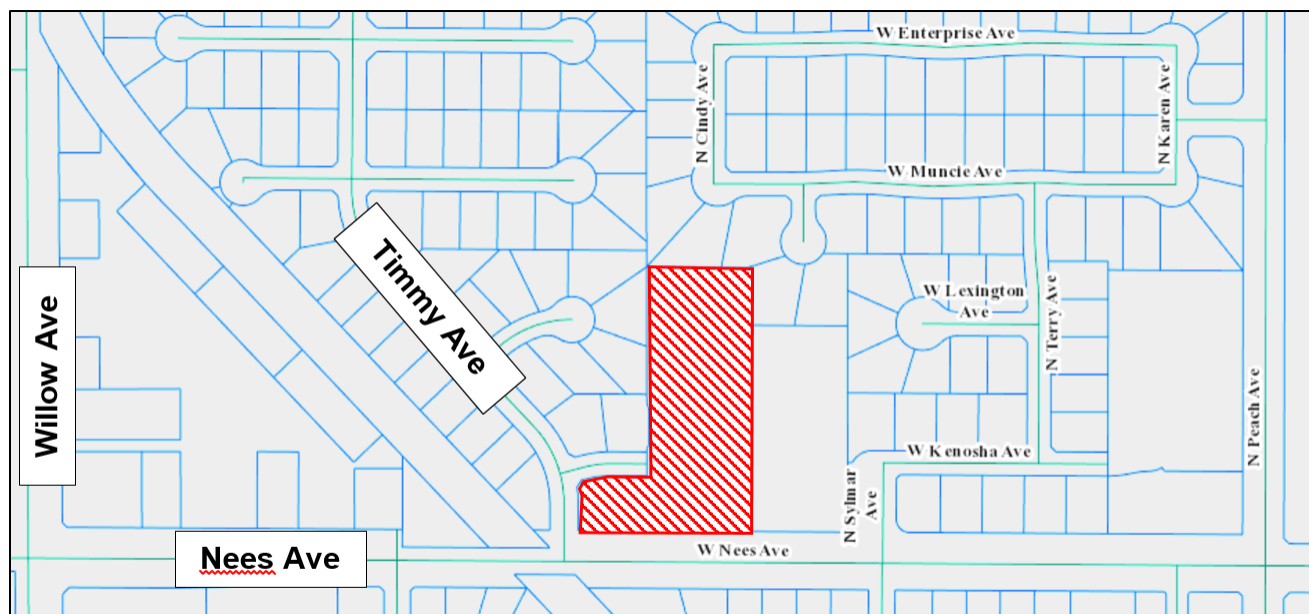 W Enterprise Ave
N Cindy Ave
N Karen Ave
W Muncie Ave
Timmy Ave
W Lexington
Ave
N Terry Ave
Willow Ave
N Peach Ave
W Kenosha Ave
N Sylmar
Ave
Nees Ave
W Nees Ave